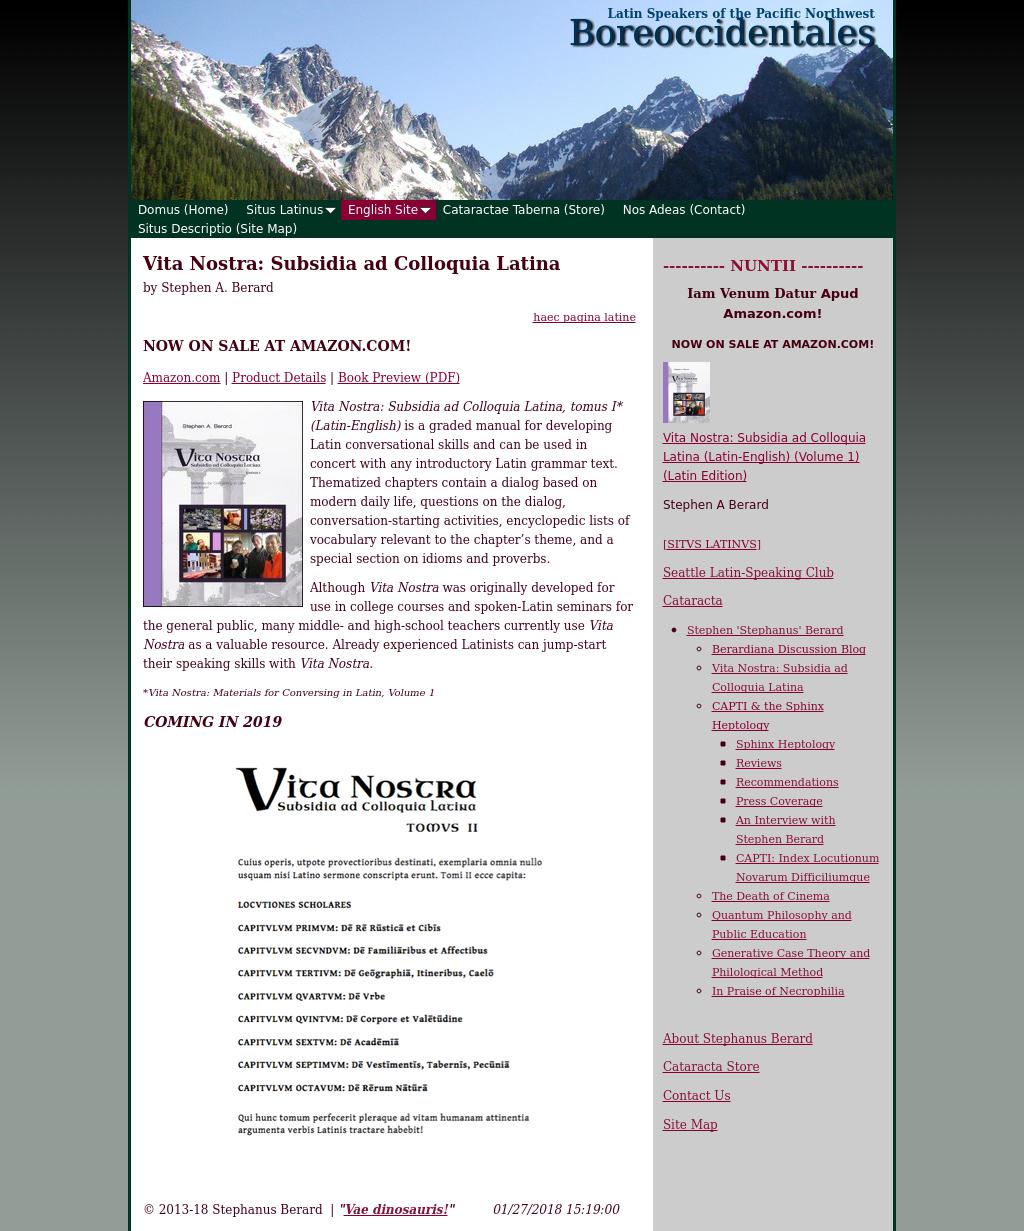 Latin Speakers of the Pacific Northwest
Boreoccidentales
Domus (Home) Situs Latinus English Site Cataractae Taberna (Store) Nos Adeas (Contact)
Situs Descriptio (Site Map)
Vita Nostra: Subsidia ad Colloquia Latina
by Stephen A. Berard
haec pagina latine
NOW ON SALE AT AMAZON.COM!
Amazon.com | Product Details | Book Preview (PDF)
Stephen A. Berard
Vita Nostra
Subsidia ad Colloquia Latina
Vita Nostra: Subsidia ad Colloquia Latina, tomus I*
(Latin-English) is a graded manual for developing
Latin conversational skills and can be used in
concert with any introductory Latin grammar text.
Thematized chapters contain a dialog based on
modern daily life, questions on the dialog,
conversation-starting activities, encyclopedic lists of
vocabulary relevant to the chapter’s theme, and a
special section on idioms and proverbs.
Although Vita Nostra was originally developed for
use in college courses and spoken-Latin seminars for
the general public, many middle- and high-school teachers currently use Vita
Nostra as a valuable resource. Already experienced Latinists can jump-start
their speaking skills with Vita Nostra.
*Vita Nostra: Materials for Conversing in Latin, Volume 1
COMING IN 2019
Vita Nostra
Subsidia ad Colloquia Latina
TOMVS II
Cuius operis, utpote provectioribus destinati, exemplaria omnia nullo
usquam nisi Latino sermone conscripta erunt. Tomi II ecce capita:
LOCVTIONES SCHOLARES
CAPITVLVM PRIMVM: Dē Rē Rūsticā et Cibīs
CAPITVLVM SECVNDVM: Dē Familiāribus et Affectibus
CAPITVLVM TERTIVM: Dē Geōgraphiā, Itineribus, Caelō
CAPITVLVM QVARTVM: Dē Vrbe
CAPITVLVM QVINTVM: Dē Corpore et Valētūdine
CAPITVLVM SEXTVM: Dē Acadēmīā
CAPITVLVM SEPTIMVM: Dē Vestīmentīs, Tabernīs, Pecūniā
CAPITVLVM OCTAVUM: Dē Rērum Nātūrā
Qui hunc tomum perfecerit pleraque ad vitam humanam attinentia
argumenta verbis Latinis tractare habebit!
© 2013-18 Stephanus Berard | "Vae dinosauris!" 01/27/2018 15:19:00
---------- NUNTII ----------
Iam Venum Datur Apud
Amazon.com!
NOW ON SALE AT AMAZON.COM!
Vita Nostra
Vita Nostra: Subsidia ad Colloquia
Latina (Latin-English) (Volume 1)
(Latin Edition)
Stephen A Berard
[SITVS LATINVS]
Seattle Latin-Speaking Club
Cataracta
Stephen 'Stephanus' Berard
Berardiana Discussion Blog
Vita Nostra: Subsidia ad
Colloquia Latina
CAPTI & the Sphinx
Heptology
Sphinx Heptology
Reviews
Recommendations
Press Coverage
An Interview with
Stephen Berard
CAPTI: Index Locutionum
Novarum Difficiliumque
The Death of Cinema
Quantum Philosophy and
Public Education
Generative Case Theory and
Philological Method
In Praise of Necrophilia
About Stephanus Berard
Cataracta Store
Contact Us
Site Map